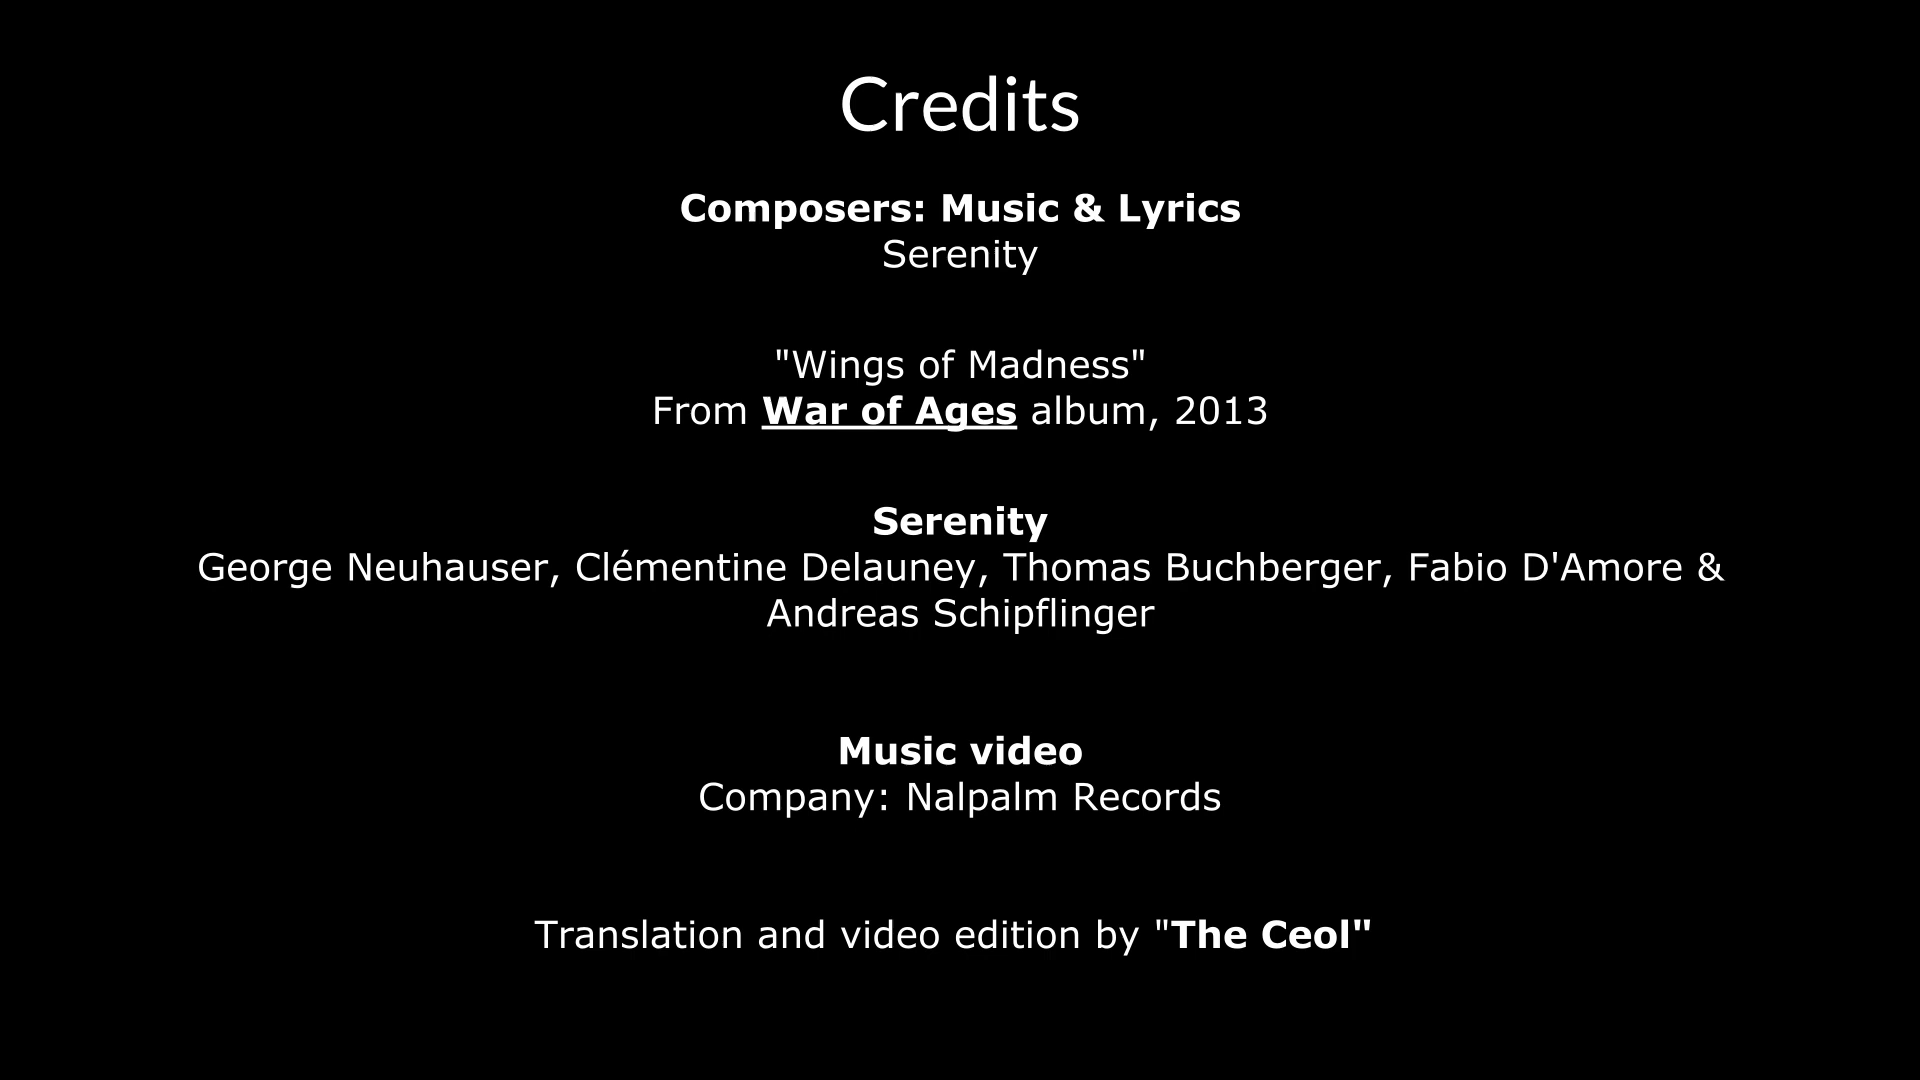 Credits
Composers: Music & Lyrics
Serenity
"Wings of Madness"
From War of Ages album, 2013
Serenity
George Neuhauser, Clémentine Delauney, Thomas Buchberger, Fabio D'Amore &
Andreas Schipflinger
Music video
Company: Nalpalm Records
Translation and video edition by "The Ceol"